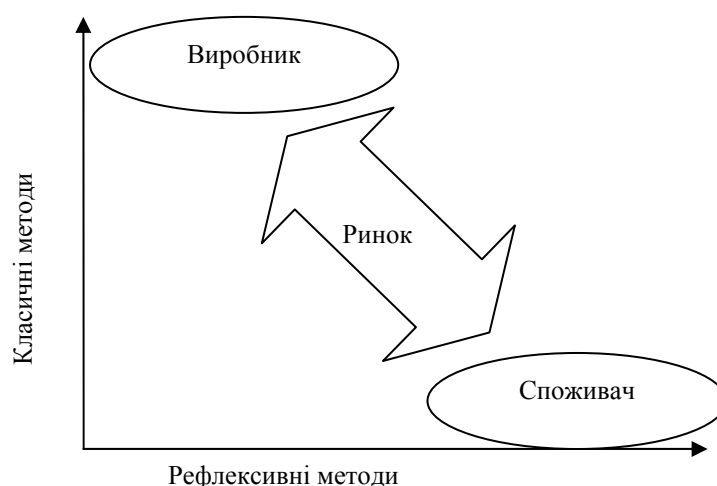 Виробник
Ринок
Споживач
Класичні методи
Рефлексивні методи